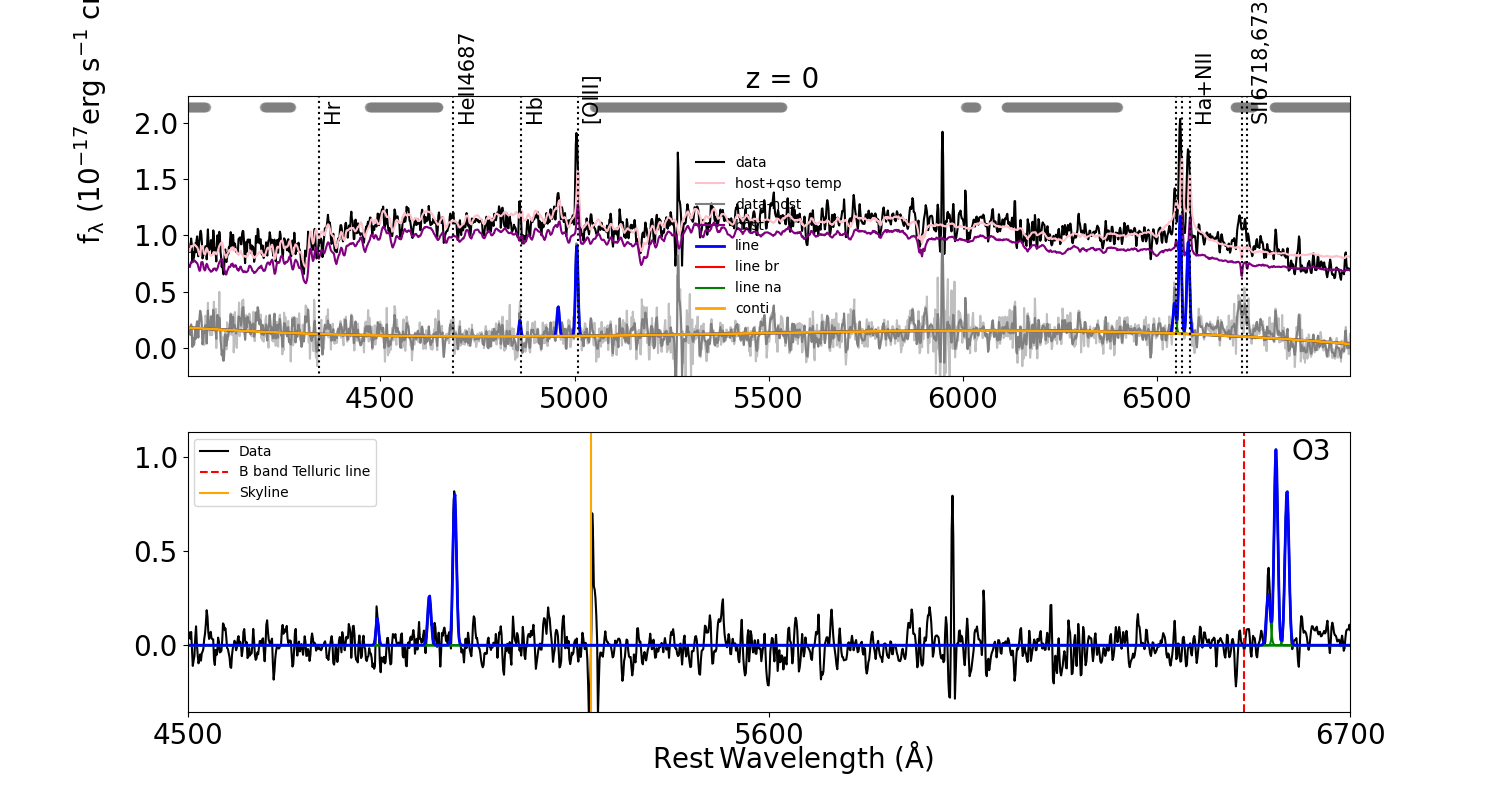 z = 0
f_λ (10^−17 erg s^−1 c
Hr
HeII4687
Hb
[OIII]
Ha+NII
SII6718,673
2.0
1.5
1.0
0.5
0.0
data
host+qso temp
data-host
line
line br
line na
conti
4500
5000
5500
6000
6500
1.0
0.5
0.0
Data
B band Telluric line
Skyline
O3
4500
5600
6700
Rest Wavelength (Å)